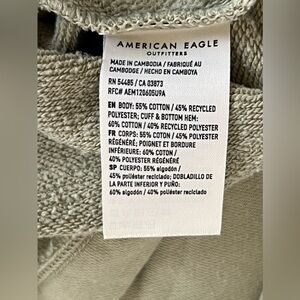 AMERICAN EAGLE
OUTFITTERS
MADE IN CAMBODIA / FABRIQUÉ AU
CAMBODGE / HECHO EN CAMBOYA
RN 54485 / CA 03873
RFC# AEM120605U9A
EN BODY: 55% COTTON / 45% RECYCLED
POLYESTER; CUFF & BOTTOM HEM:
60% COTTON / 40% RECYCLED POLYESTER
FR CORPS: 55% COTON / 45% POLYESTER
RÉGÉNÉRÉ; POIGNET ET BORDURE
INFÉRIEURE: 60% COTON /
40% POLYESTER RÉGÉNÉRÉ
SP CUERPO: 55% algodón /
45% poliéster reciclado; DOBLADILLO DE
LA PARTE INFERIOR Y PUÑO:
60% algodón / 40% poliéster reciclado